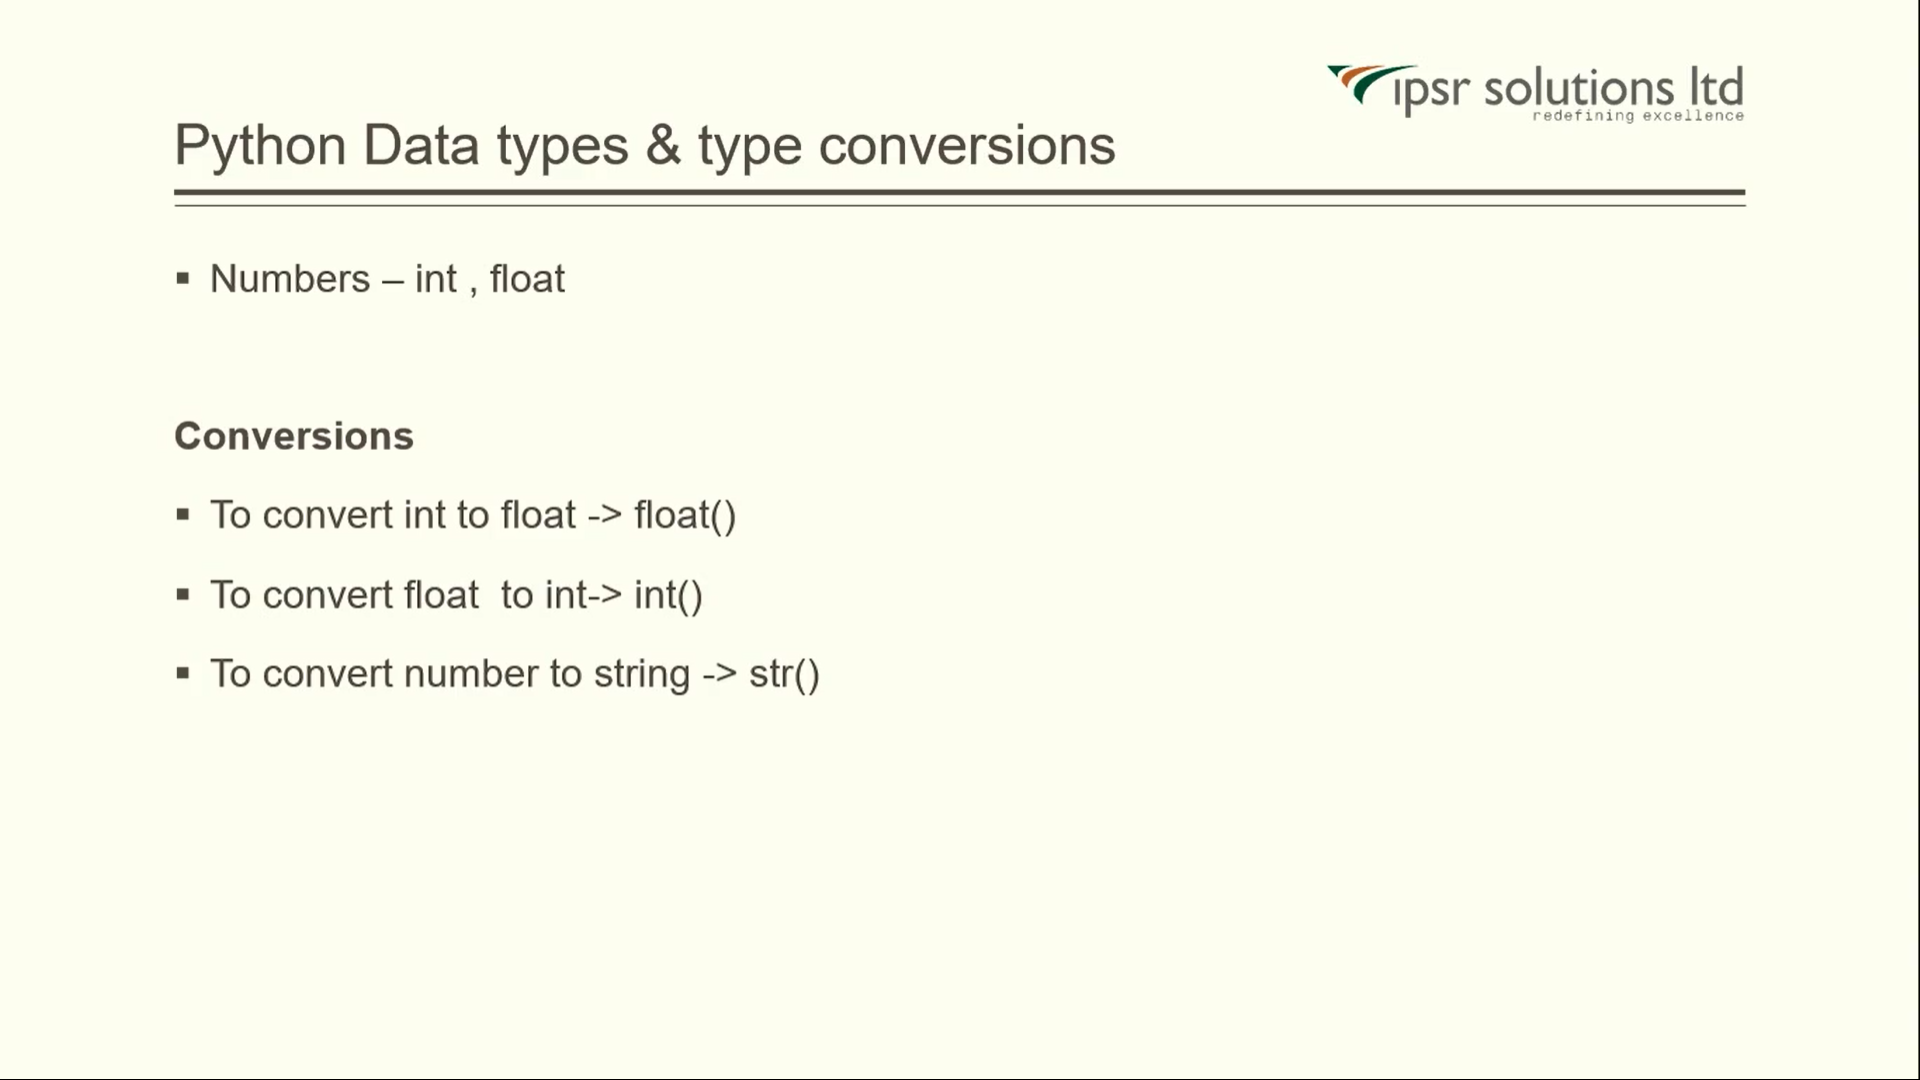 ipsr solutions ltd
redefining excellence
Python Data types & type conversions
▪ Numbers – int , float
Conversions
▪ To convert int to float -> float()
▪ To convert float  to int-> int()
▪ To convert number to string -> str()